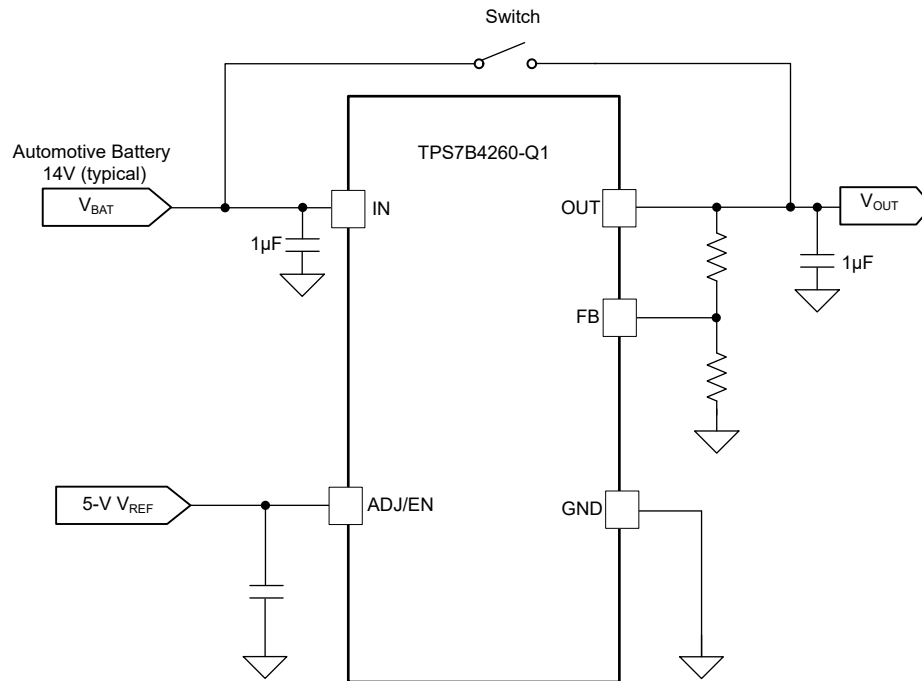 Switch
TPS7B4260-Q1
Automotive Battery
14V (typical)
VBAT
IN
OUT
VOUT
1µF
1µF
FB
5-V VREF
ADJ/EN
GND